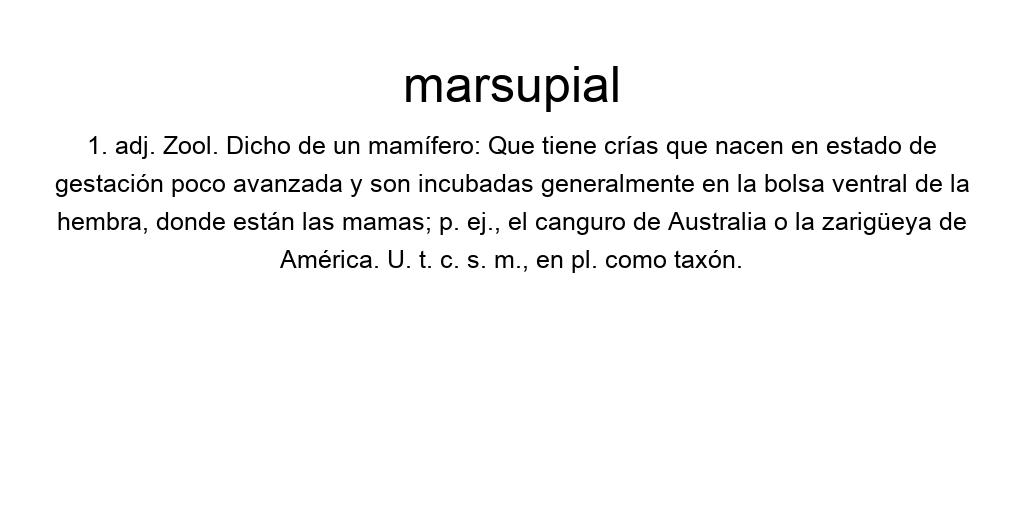 marsupial
1. adj. Zool. Dicho de un mamífero: Que tiene crías que nacen en estado de
gestación poco avanzada y son incubadas generalmente en la bolsa ventral de la
hembra, donde están las mamas; p. ej., el canguro de Australia o la zarigüeya de
América. U. t. c. s. m., en pl. como taxón.